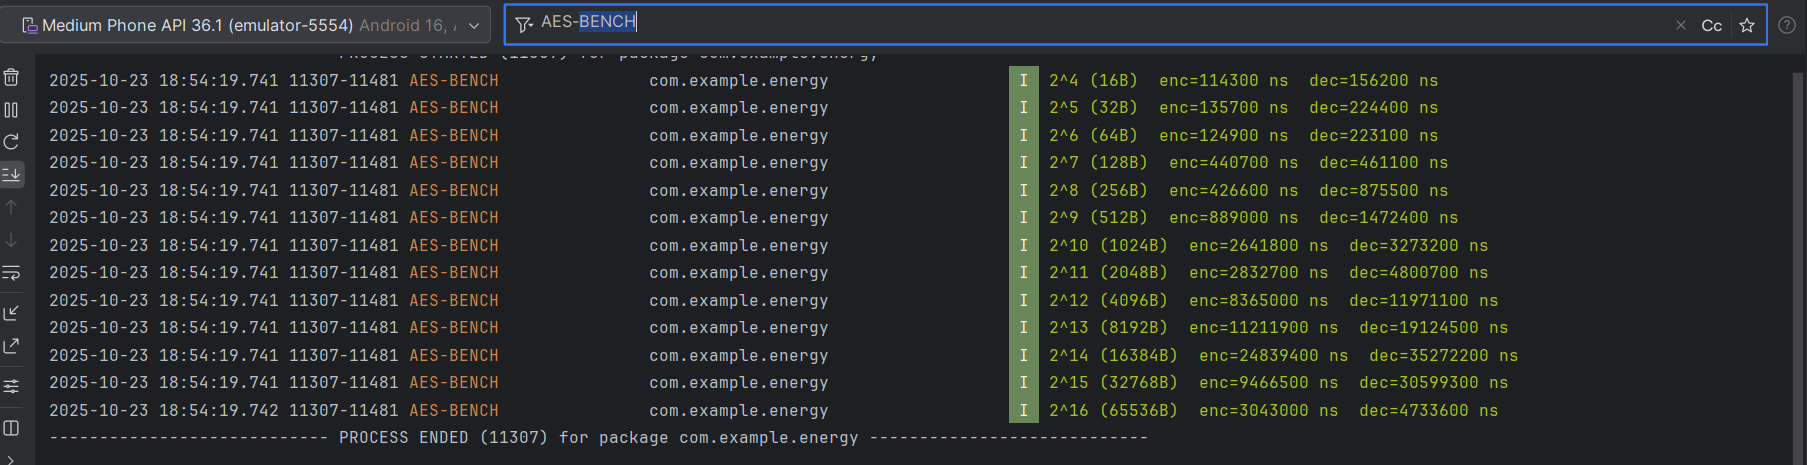 Medium Phone API 36.1 (emulator-5554) Android 16, AES-BENCH Cc
PROCESS STARTED (11307) for package com.example.energy
2025-10-23 18:54:19.741 11307-11481 AES-BENCH com.example.energy I 2^4 (16B) enc=114300 ns dec=156200 ns
2025-10-23 18:54:19.741 11307-11481 AES-BENCH com.example.energy I 2^5 (32B) enc=135700 ns dec=224400 ns
2025-10-23 18:54:19.741 11307-11481 AES-BENCH com.example.energy I 2^6 (64B) enc=124900 ns dec=223100 ns
2025-10-23 18:54:19.741 11307-11481 AES-BENCH com.example.energy I 2^7 (128B) enc=440700 ns dec=461100 ns
2025-10-23 18:54:19.741 11307-11481 AES-BENCH com.example.energy I 2^8 (256B) enc=426600 ns dec=875500 ns
2025-10-23 18:54:19.741 11307-11481 AES-BENCH com.example.energy I 2^9 (512B) enc=889000 ns dec=1472400 ns
2025-10-23 18:54:19.741 11307-11481 AES-BENCH com.example.energy I 2^10 (1024B) enc=2641800 ns dec=3273200 ns
2025-10-23 18:54:19.741 11307-11481 AES-BENCH com.example.energy I 2^11 (2048B) enc=2832700 ns dec=4800700 ns
2025-10-23 18:54:19.741 11307-11481 AES-BENCH com.example.energy I 2^12 (4096B) enc=8365000 ns dec=11971100 ns
2025-10-23 18:54:19.741 11307-11481 AES-BENCH com.example.energy I 2^13 (8192B) enc=11211900 ns dec=19124500 ns
2025-10-23 18:54:19.741 11307-11481 AES-BENCH com.example.energy I 2^14 (16384B) enc=24839400 ns dec=35272200 ns
2025-10-23 18:54:19.741 11307-11481 AES-BENCH com.example.energy I 2^15 (32768B) enc=9466500 ns dec=30599300 ns
2025-10-23 18:54:19.742 11307-11481 AES-BENCH com.example.energy I 2^16 (65536B) enc=3043000 ns dec=4733600 ns
---------------------------- PROCESS ENDED (11307) for package com.example.energy ----------------------------